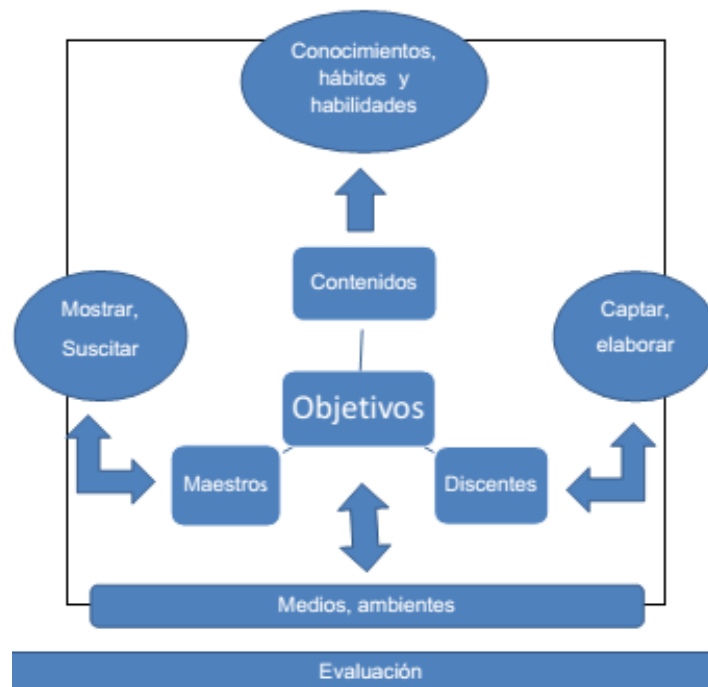 Conocimientos,
hábitos y
habilidades
Contenidos
Mostrar,
Suscitar
Captar,
elaborar
Objetivos
Maestros
Discentes
Medios, ambientes
Evaluación